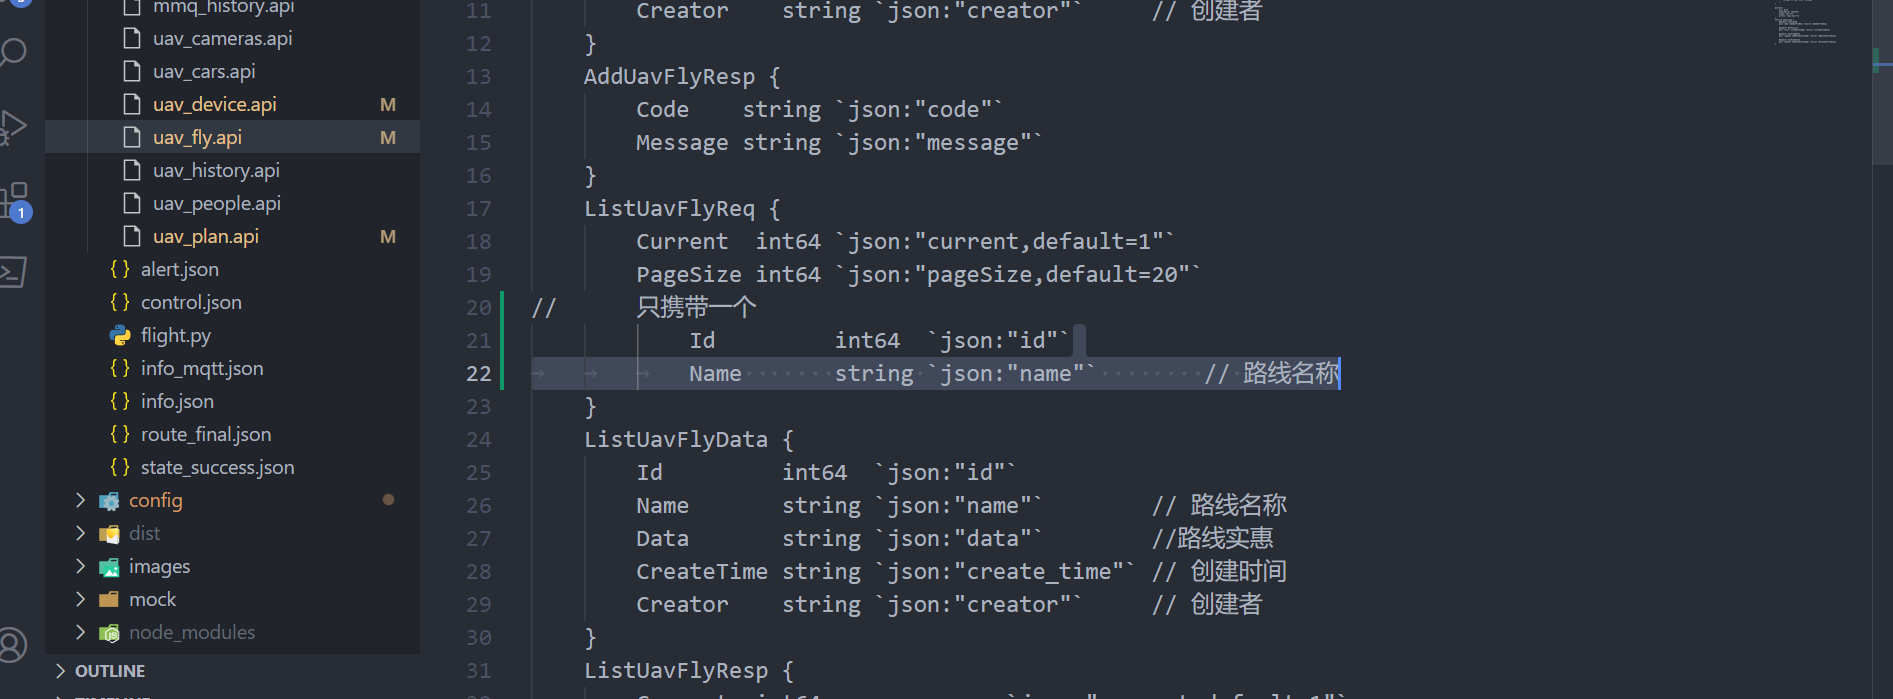 mmq_history.api
uav_cameras.api
uav_cars.api
uav_device.api M
uav_fly.api M
uav_history.api
uav_people.api
uav_plan.api M
{} alert.json
{} control.json
flight.py
{} info_mqtt.json
{} info.json
{} route_final.json
{} state_success.json
config
dist
images
mock
node_modules
OUTLINE
1
11 Creator string `json:"creator"` // 创建者
12 }
13 AddUavFlyResp {
14 Code string `json:"code"`
15 Message string `json:"message"`
16 }
17 ListUavFlyReq {
18 Current int64 `json:"current,default=1"`
19 PageSize int64 `json:"pageSize,default=20"`
20 // 只携带一个
21 Id int64 `json:"id"`
22 Name string `json:"name"` // 路线名称
23 }
24 ListUavFlyData {
25 Id int64 `json:"id"`
26 Name string `json:"name"` // 路线名称
27 Data string `json:"data"` //路线实惠
28 CreateTime string `json:"create_time"` // 创建时间
29 Creator string `json:"creator"` // 创建者
30 }
31 ListUavFlyResp {